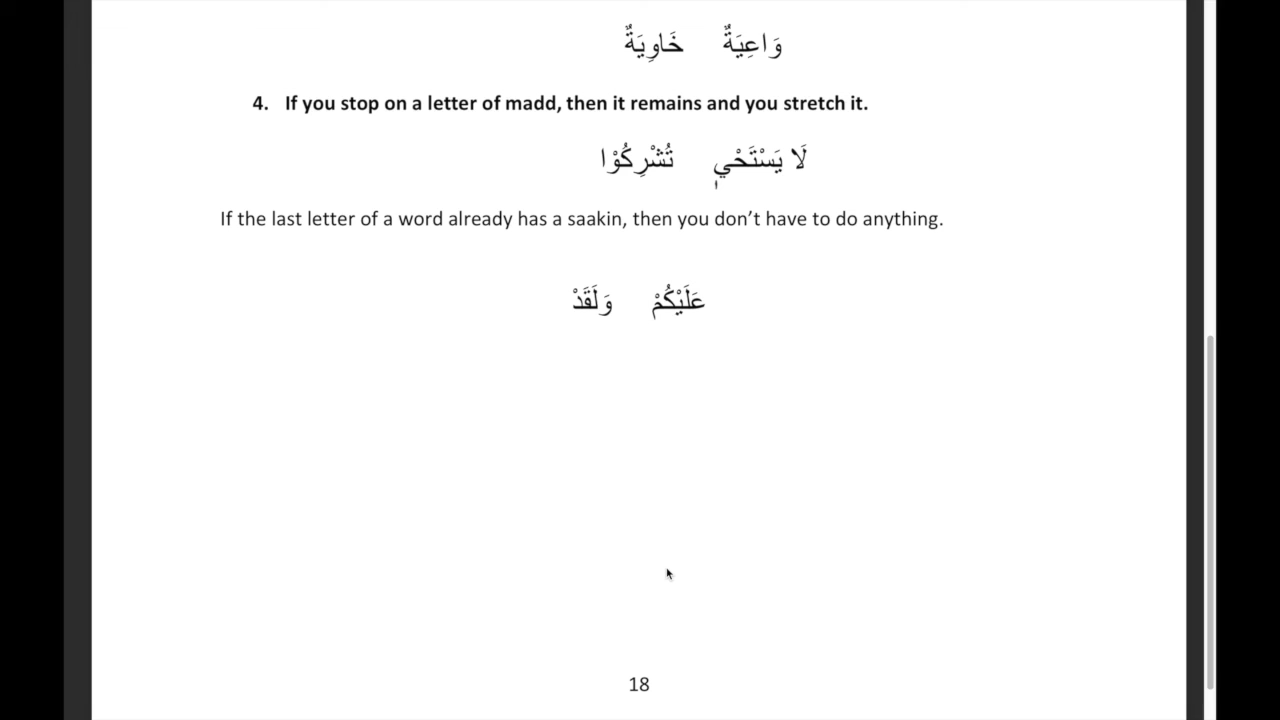 وَاعِيَةٌ خَاوِيَةٌ
4. If you stop on a letter of madd, then it remains and you stretch it.
لَا يَسْتَحْيٖ تُشْرِكُوْا
If the last letter of a word already has a saakin, then you don’t have to do anything.
عَلَيْكُمْ وَلَقَدْ
18